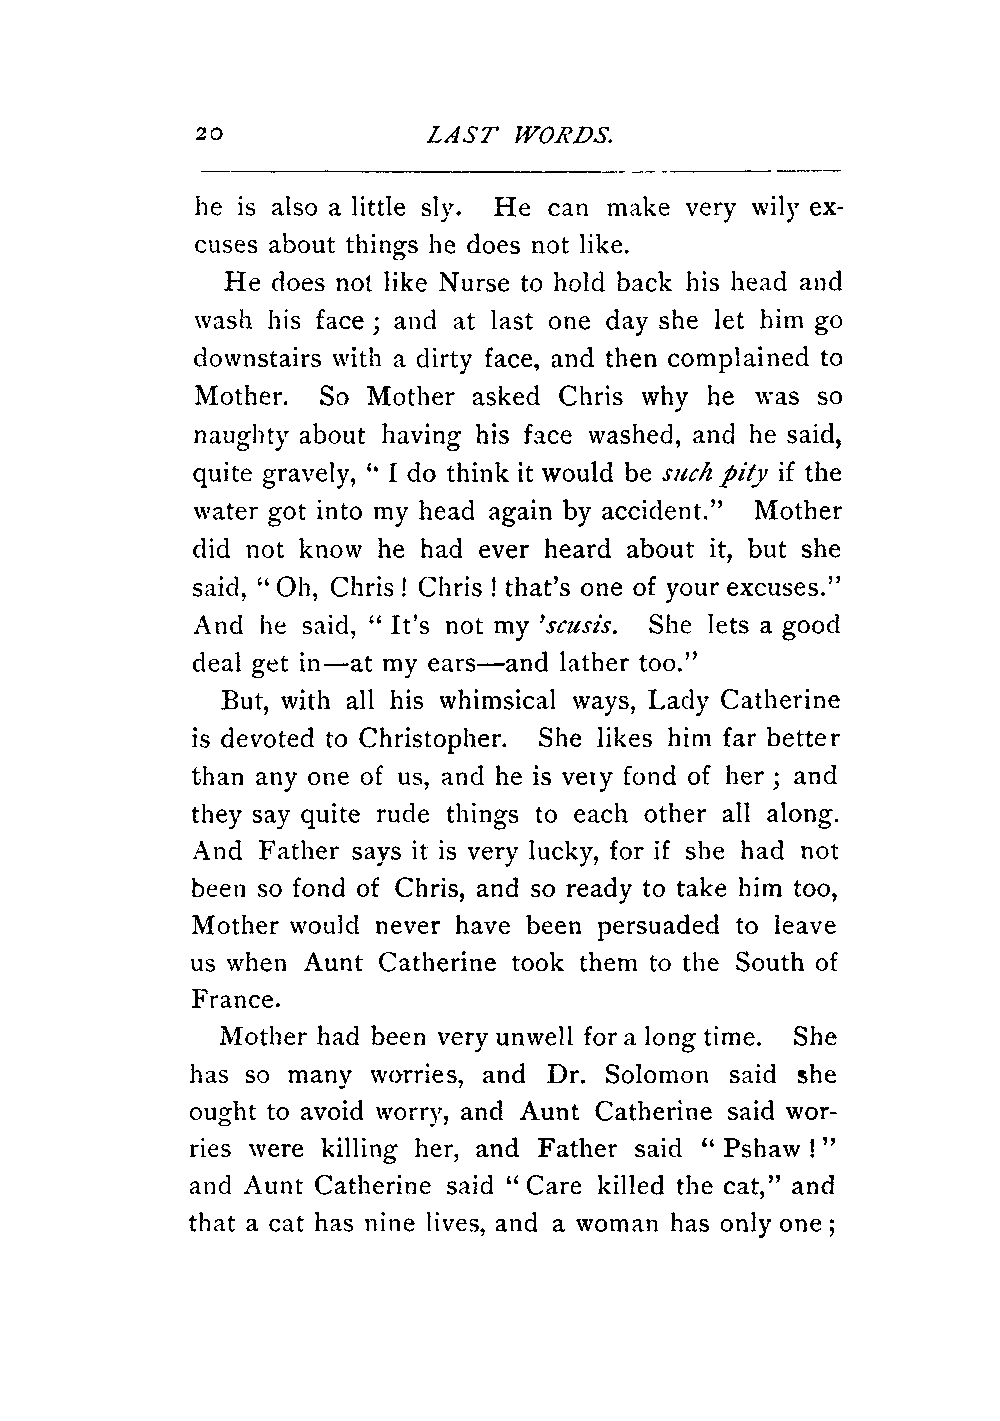 20 LAST WORDS.
he is also a little sly. He can make very wily ex-
cuses about things he does not like.
He does not like Nurse to hold back his head and
wash his face ; and at last one day she let him go
downstairs with a dirty face, and then complained to
Mother. So Mother asked Chris why he was so
naughty about having his face washed, and he said,
quite gravely, “ I do think it would be such pity if the
water got into my head again by accident.” Mother
did not know he had ever heard about it, but she
said, “ Oh, Chris ! Chris ! that’s one of your excuses.”
And he said, “ It’s not my ’scusis. She lets a good
deal get in—at my ears—and lather too.”
But, with all his whimsical ways, Lady Catherine
is devoted to Christopher. She likes him far better
than any one of us, and he is very fond of her ; and
they say quite rude things to each other all along.
And Father says it is very lucky, for if she had not
been so fond of Chris, and so ready to take him too,
Mother would never have been persuaded to leave
us when Aunt Catherine took them to the South of
France.
Mother had been very unwell for a long time. She
has so many worries, and Dr. Solomon said she
ought to avoid worry, and Aunt Catherine said wor-
ries were killing her, and Father said “ Pshaw ! ”
and Aunt Catherine said “ Care killed the cat,” and
that a cat has nine lives, and a woman has only one ;